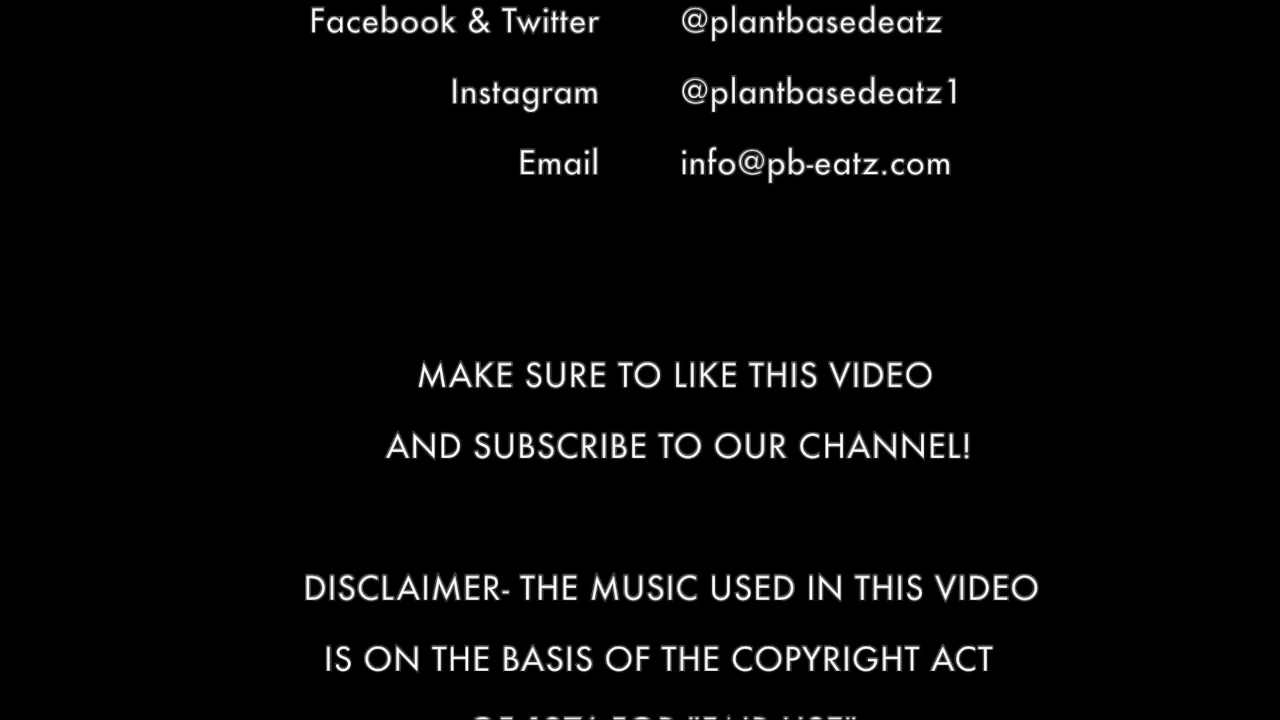 Facebook & Twitter @plantbasedeatz
Instagram @plantbasedeatz1
Email info@pb-eatz.com
MAKE SURE TO LIKE THIS VIDEO
AND SUBSCRIBE TO OUR CHANNEL!
DISCLAIMER- THE MUSIC USED IN THIS VIDEO
IS ON THE BASIS OF THE COPYRIGHT ACT